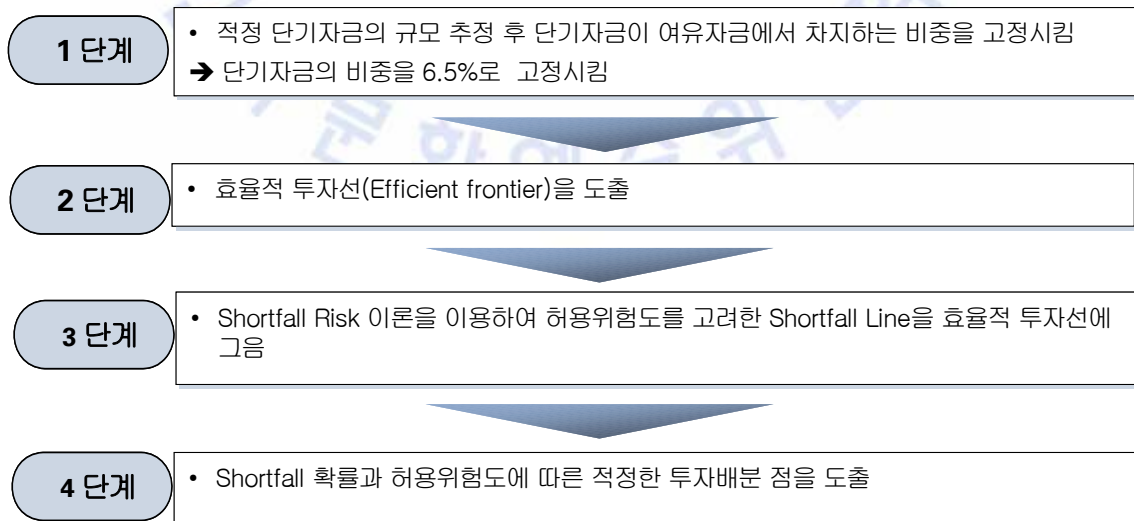 1 단계
• 적정 단기자금의 규모 추정 후 단기자금이 여유자금에서 차지하는 비중을 고정시킴
➔ 단기자금의 비중을 6.5%로 고정시킴
2 단계
• 효율적 투자선(Efficient frontier)을 도출
3 단계
• Shortfall Risk 이론을 이용하여 허용위험도를 고려한 Shortfall Line을 효율적 투자선에
그음
4 단계
• Shortfall 확률과 허용위험도에 따른 적정한 투자배분 점을 도출